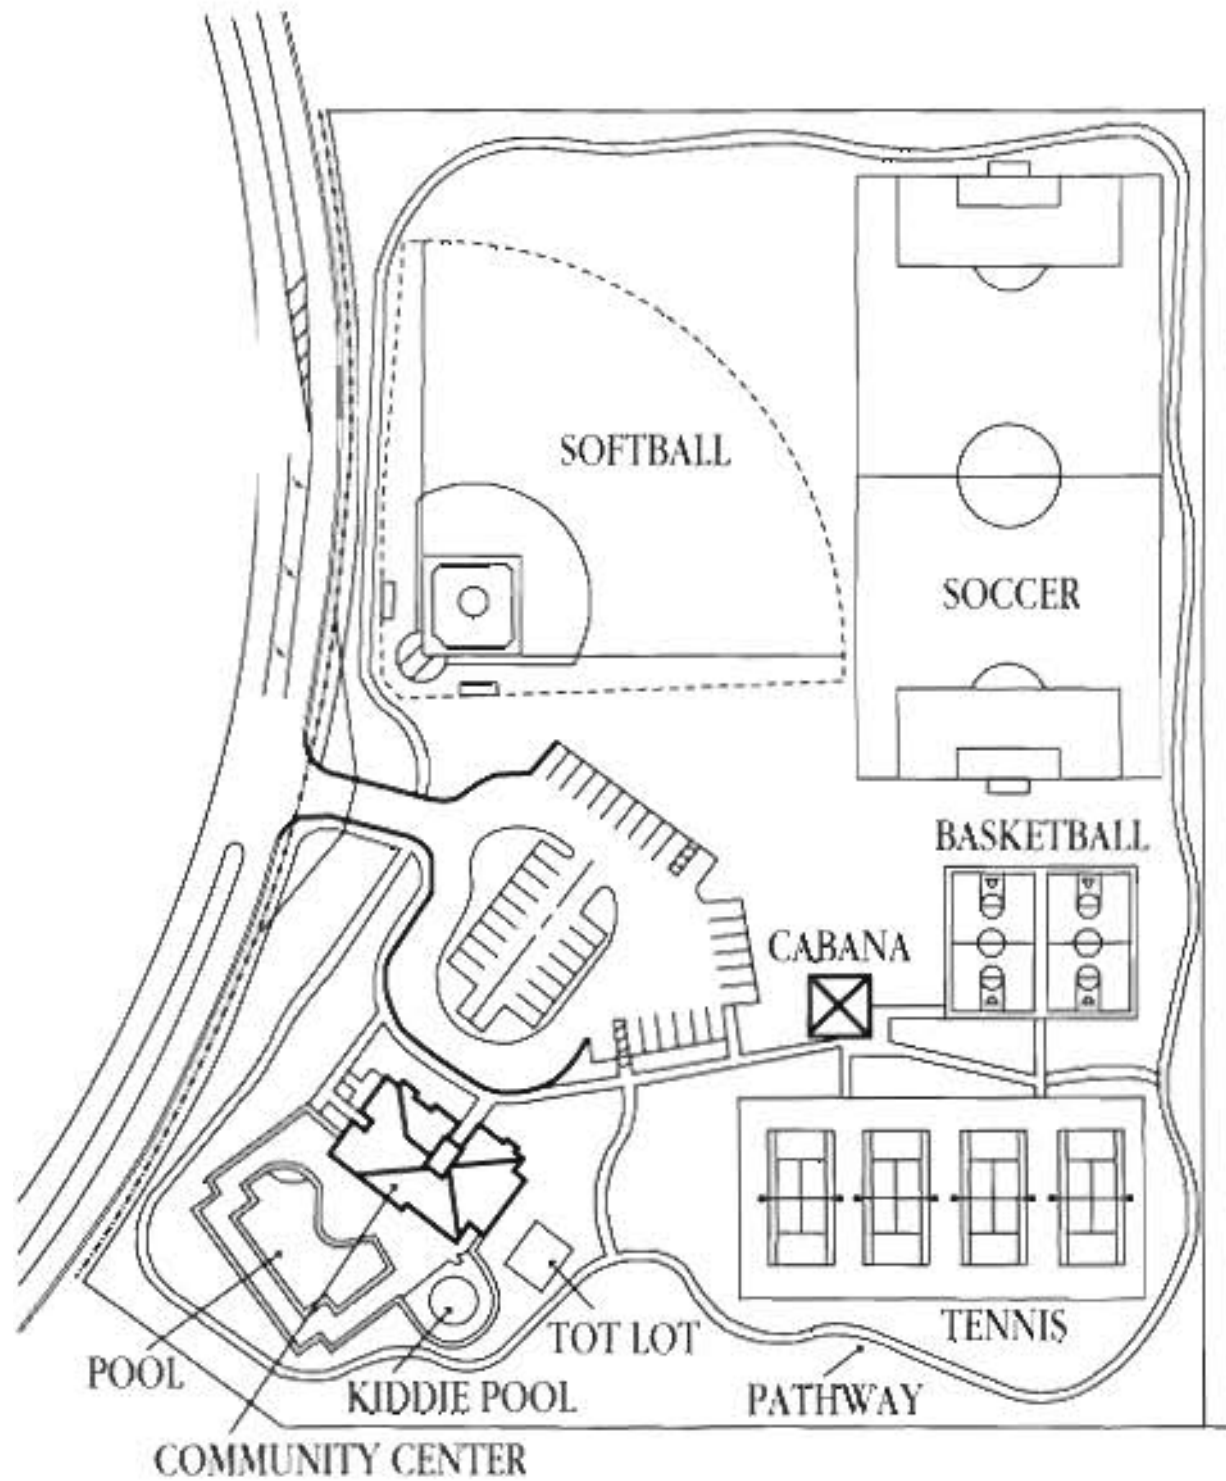 SOFTBALL
SOCCER
BASKETBALL
CABANA
TENNIS
TOT LOT
POOL
KIDDIE POOL
PATHWAY
COMMUNITY CENTER